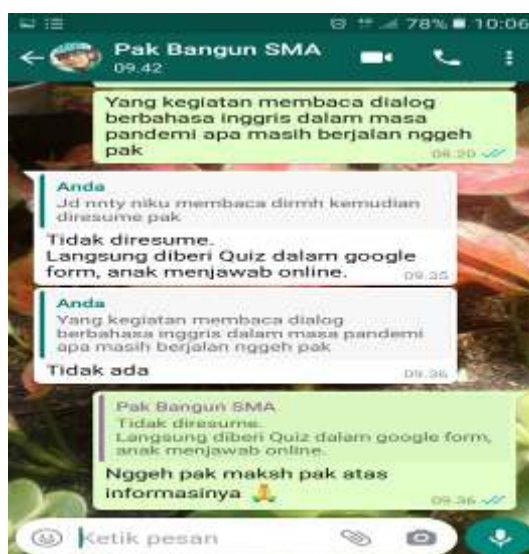 78% 10:06
Pak Bangun SMA
09.42
Yang kegiatan membaca dialog
berbahasa inggris dalam masa
pandemi apa masih berjalan nggeh
pak
Anda
Jd nnty niku membaca dirmh kemudian
diresume pak
Tidak diresume.
Langsung diberi Quiz dalam google
form, anak menjawab online.
Anda
Yang kegiatan membaca dialog
berbahasa inggris dalam masa pandemi
apa masih berjalan nggeh pak
Tidak ada
09.36
Pak Bangun SMA
Tidak diresume.
Langsung diberi Quiz dalam google form,
anak menjawab online.
Nggeh pak maksh pak atas
informasinya 🙏
09.36
Ketik pesan